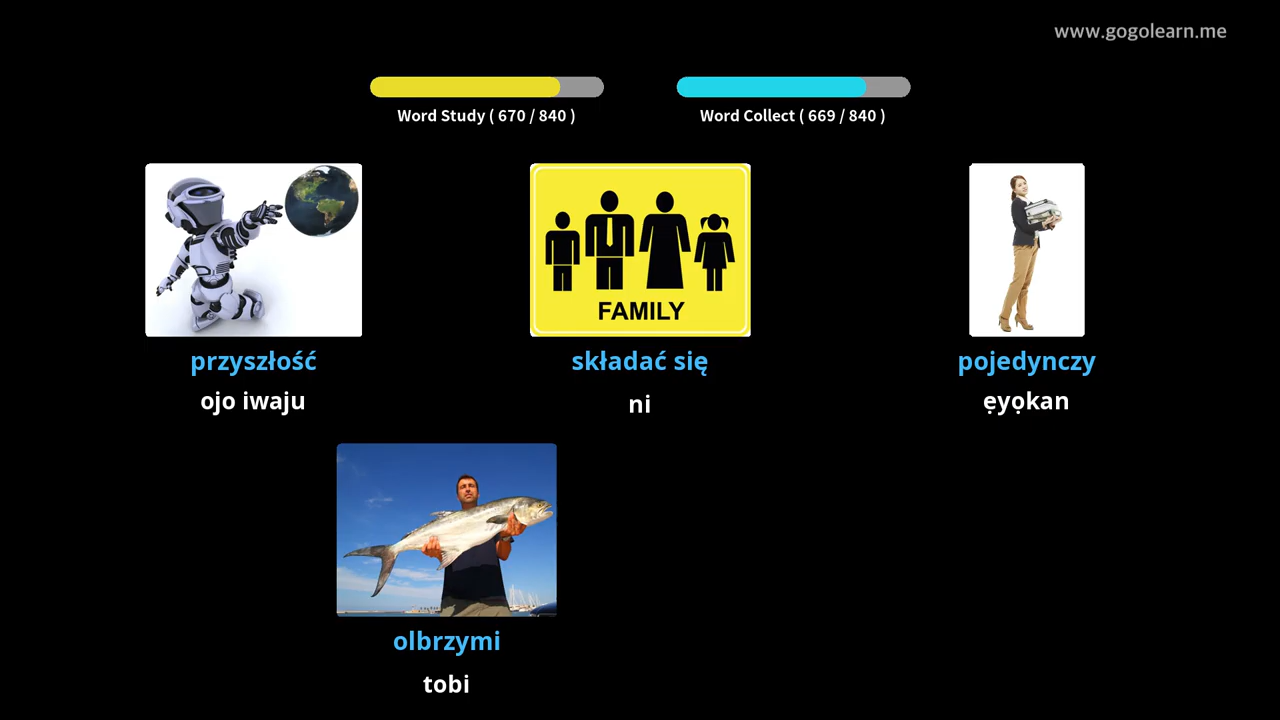 www.gogolearn.me
Word Study ( 670 / 840 )
Word Collect ( 669 / 840 )
FAMILY
przyszłość
składać się
pojedynczy
ojo iwaju
ni
ẹyọkan
olbrzymi
tobi